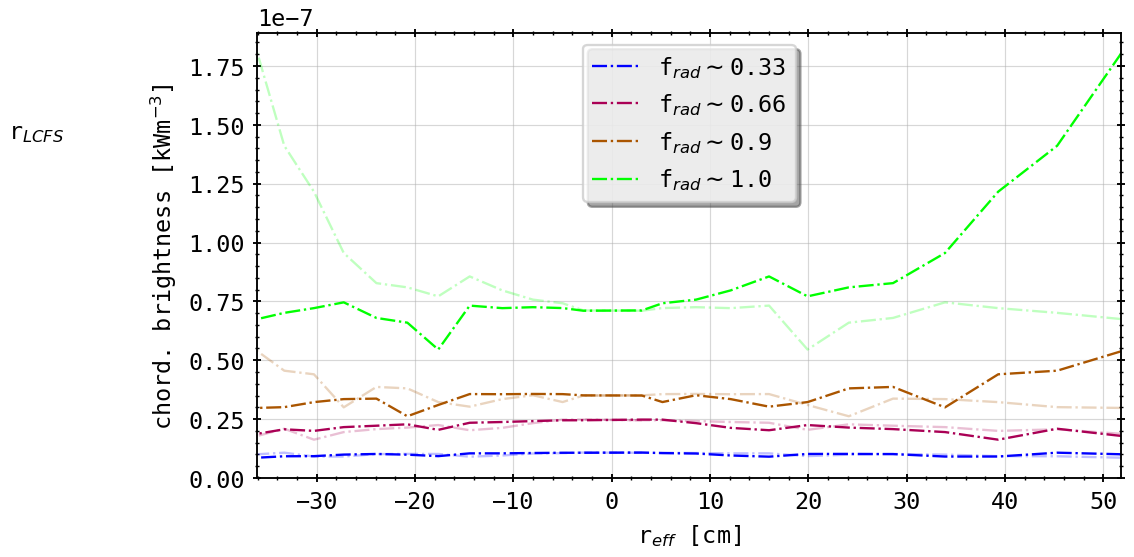 1e−7
f_rad∼0.33
f_rad∼0.66
f_rad∼0.9
f_rad∼1.0
r_LCFS
chord. brightness [kWm⁻³]
1.75
1.50
1.25
1.00
0.75
0.50
0.25
0.00
−30 −20 −10 0 10 20 30 40 50
r_eff [cm]